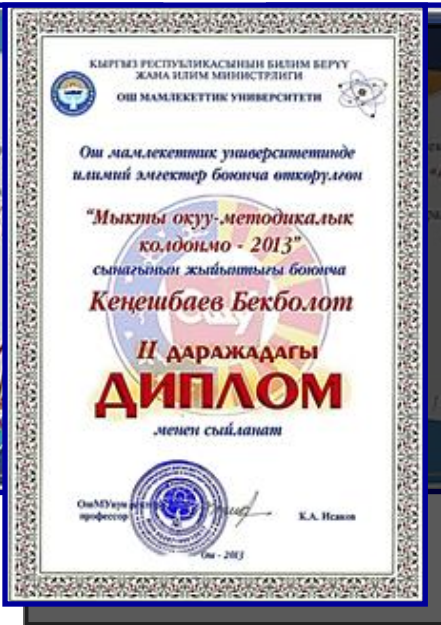 КЫРГЫЗ РЕСПУБЛИКАСЫНЫН БИЛИМ БЕРҮҮ
ЖАНА ИЛИМ МИНИСТРЛИГИ
ОШ МАМЛЕКЕТТИК УНИВЕРСИТЕТИ
Ош мамлекеттик университетинде
илимий эмгектер боюнча өткөрүлгөн
"Мыкты окуу-методикалык
колдонмо - 2013"
сынагынын жыйынтыгы боюнча
Кеңешбаев Бекболот
II ДАРАЖАДАГЫ
ДИПЛОМ
менен сыйланат
ОшМУнун
профессор К.А. Исаков
Ош - 2013